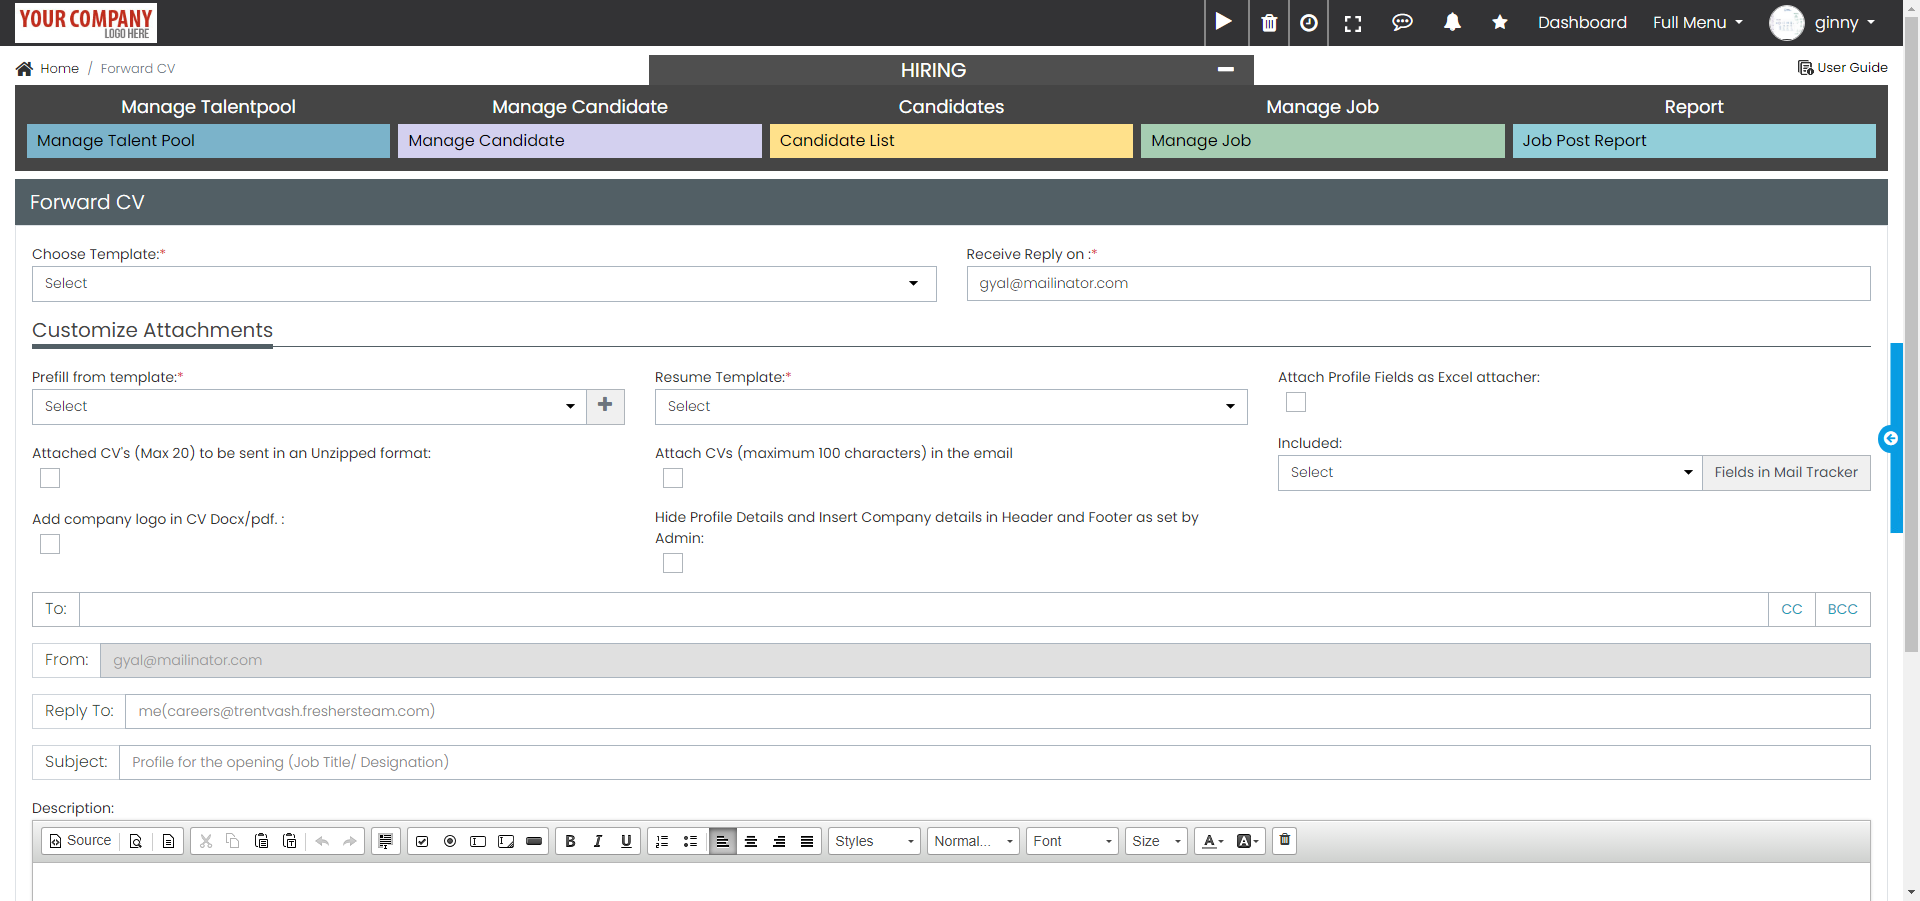 YOUR COMPANY
LOGO HERE
Dashboard
Full Menu
ginny
Home / Forward CV
HIRING
User Guide
Manage Talentpool
Manage Candidate
Candidates
Manage Job
Report
Manage Talent Pool
Manage Candidate
Candidate List
Manage Job
Job Post Report
Forward CV
Choose Template:*
Receive Reply on :*
Select
gyal@mailinator.com
Customize Attachments
Prefill from template:*
Resume Template:*
Attach Profile Fields as Excel attacher:
Select
Select
Attached CV's (Max 20) to be sent in an Unzipped format:
Attach CVs (maximum 100 characters) in the email
Included:
Select
Fields in Mail Tracker
Add company logo in CV Docx/pdf. :
Hide Profile Details and Insert Company details in Header and Footer as set by
Admin:
To:
CC
BCC
From:
gyal@mailinator.com
Reply To:
me(careers@trentvash.freshersteam.com)
Subject:
Profile for the opening (Job Title/ Designation)
Description:
Source
B I U
Styles
Normal...
Font
Size
A
A